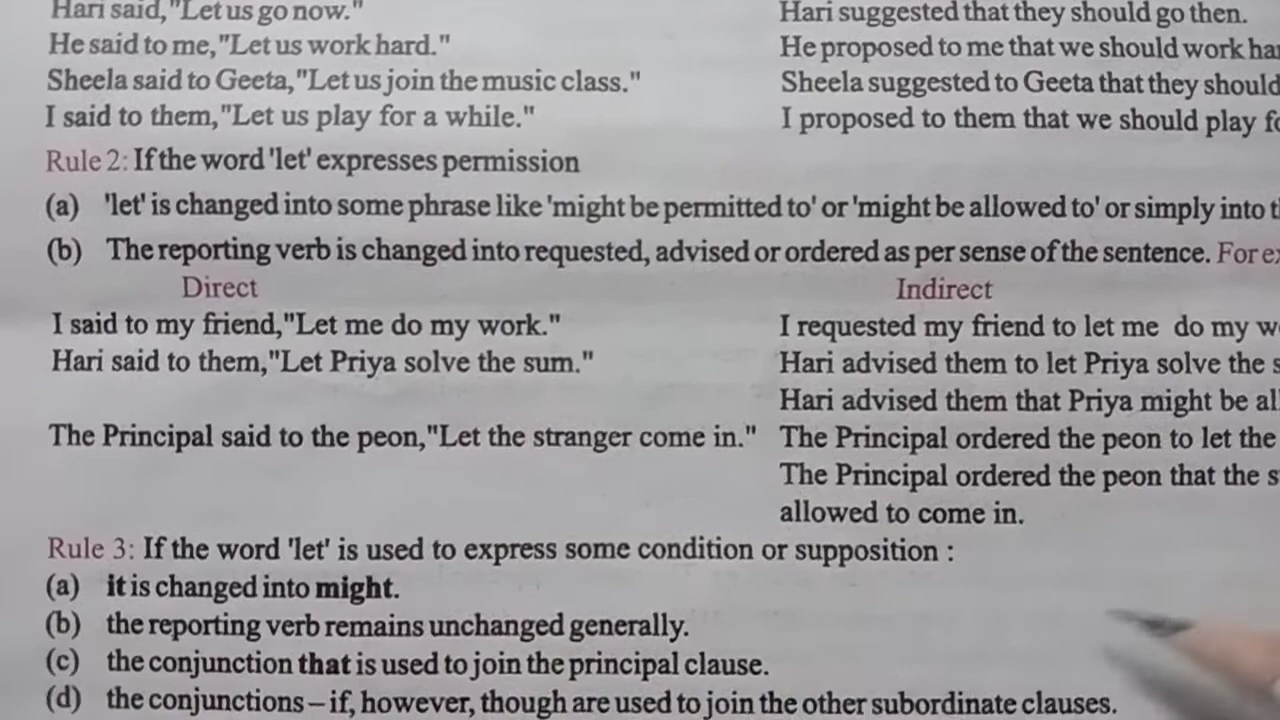 Hari said,"Let us go now." Hari suggested that they should go then.
He said to me,"Let us work hard." He proposed to me that we should work
Sheela said to Geeta,"Let us join the music class." Sheela suggested to Geeta that they should
I said to them,"Let us play for a while." I proposed to them that we should play
Rule 2: If the word 'let' expresses permission
(a) 'let' is changed into some phrase like 'might be permitted to' or 'might be allowed to' or simply into
(b) The reporting verb is changed into requested, advised or ordered as per sense of the sentence. For
Direct Indirect
I said to my friend,"Let me do my work." I requested my friend to let me do my
Hari said to them,"Let Priya solve the sum." Hari advised them to let Priya solve the
Hari advised them that Priya might be
The Principal said to the peon,"Let the stranger come in." The Principal ordered the peon to let the
The Principal ordered the peon that the
allowed to come in.
Rule 3: If the word 'let' is used to express some condition or supposition :
(a) it is changed into might.
(b) the reporting verb remains unchanged generally.
(c) the conjunction that is used to join the principal clause.
(d) the conjunctions – if, however, though are used to join the other subordinate clauses.